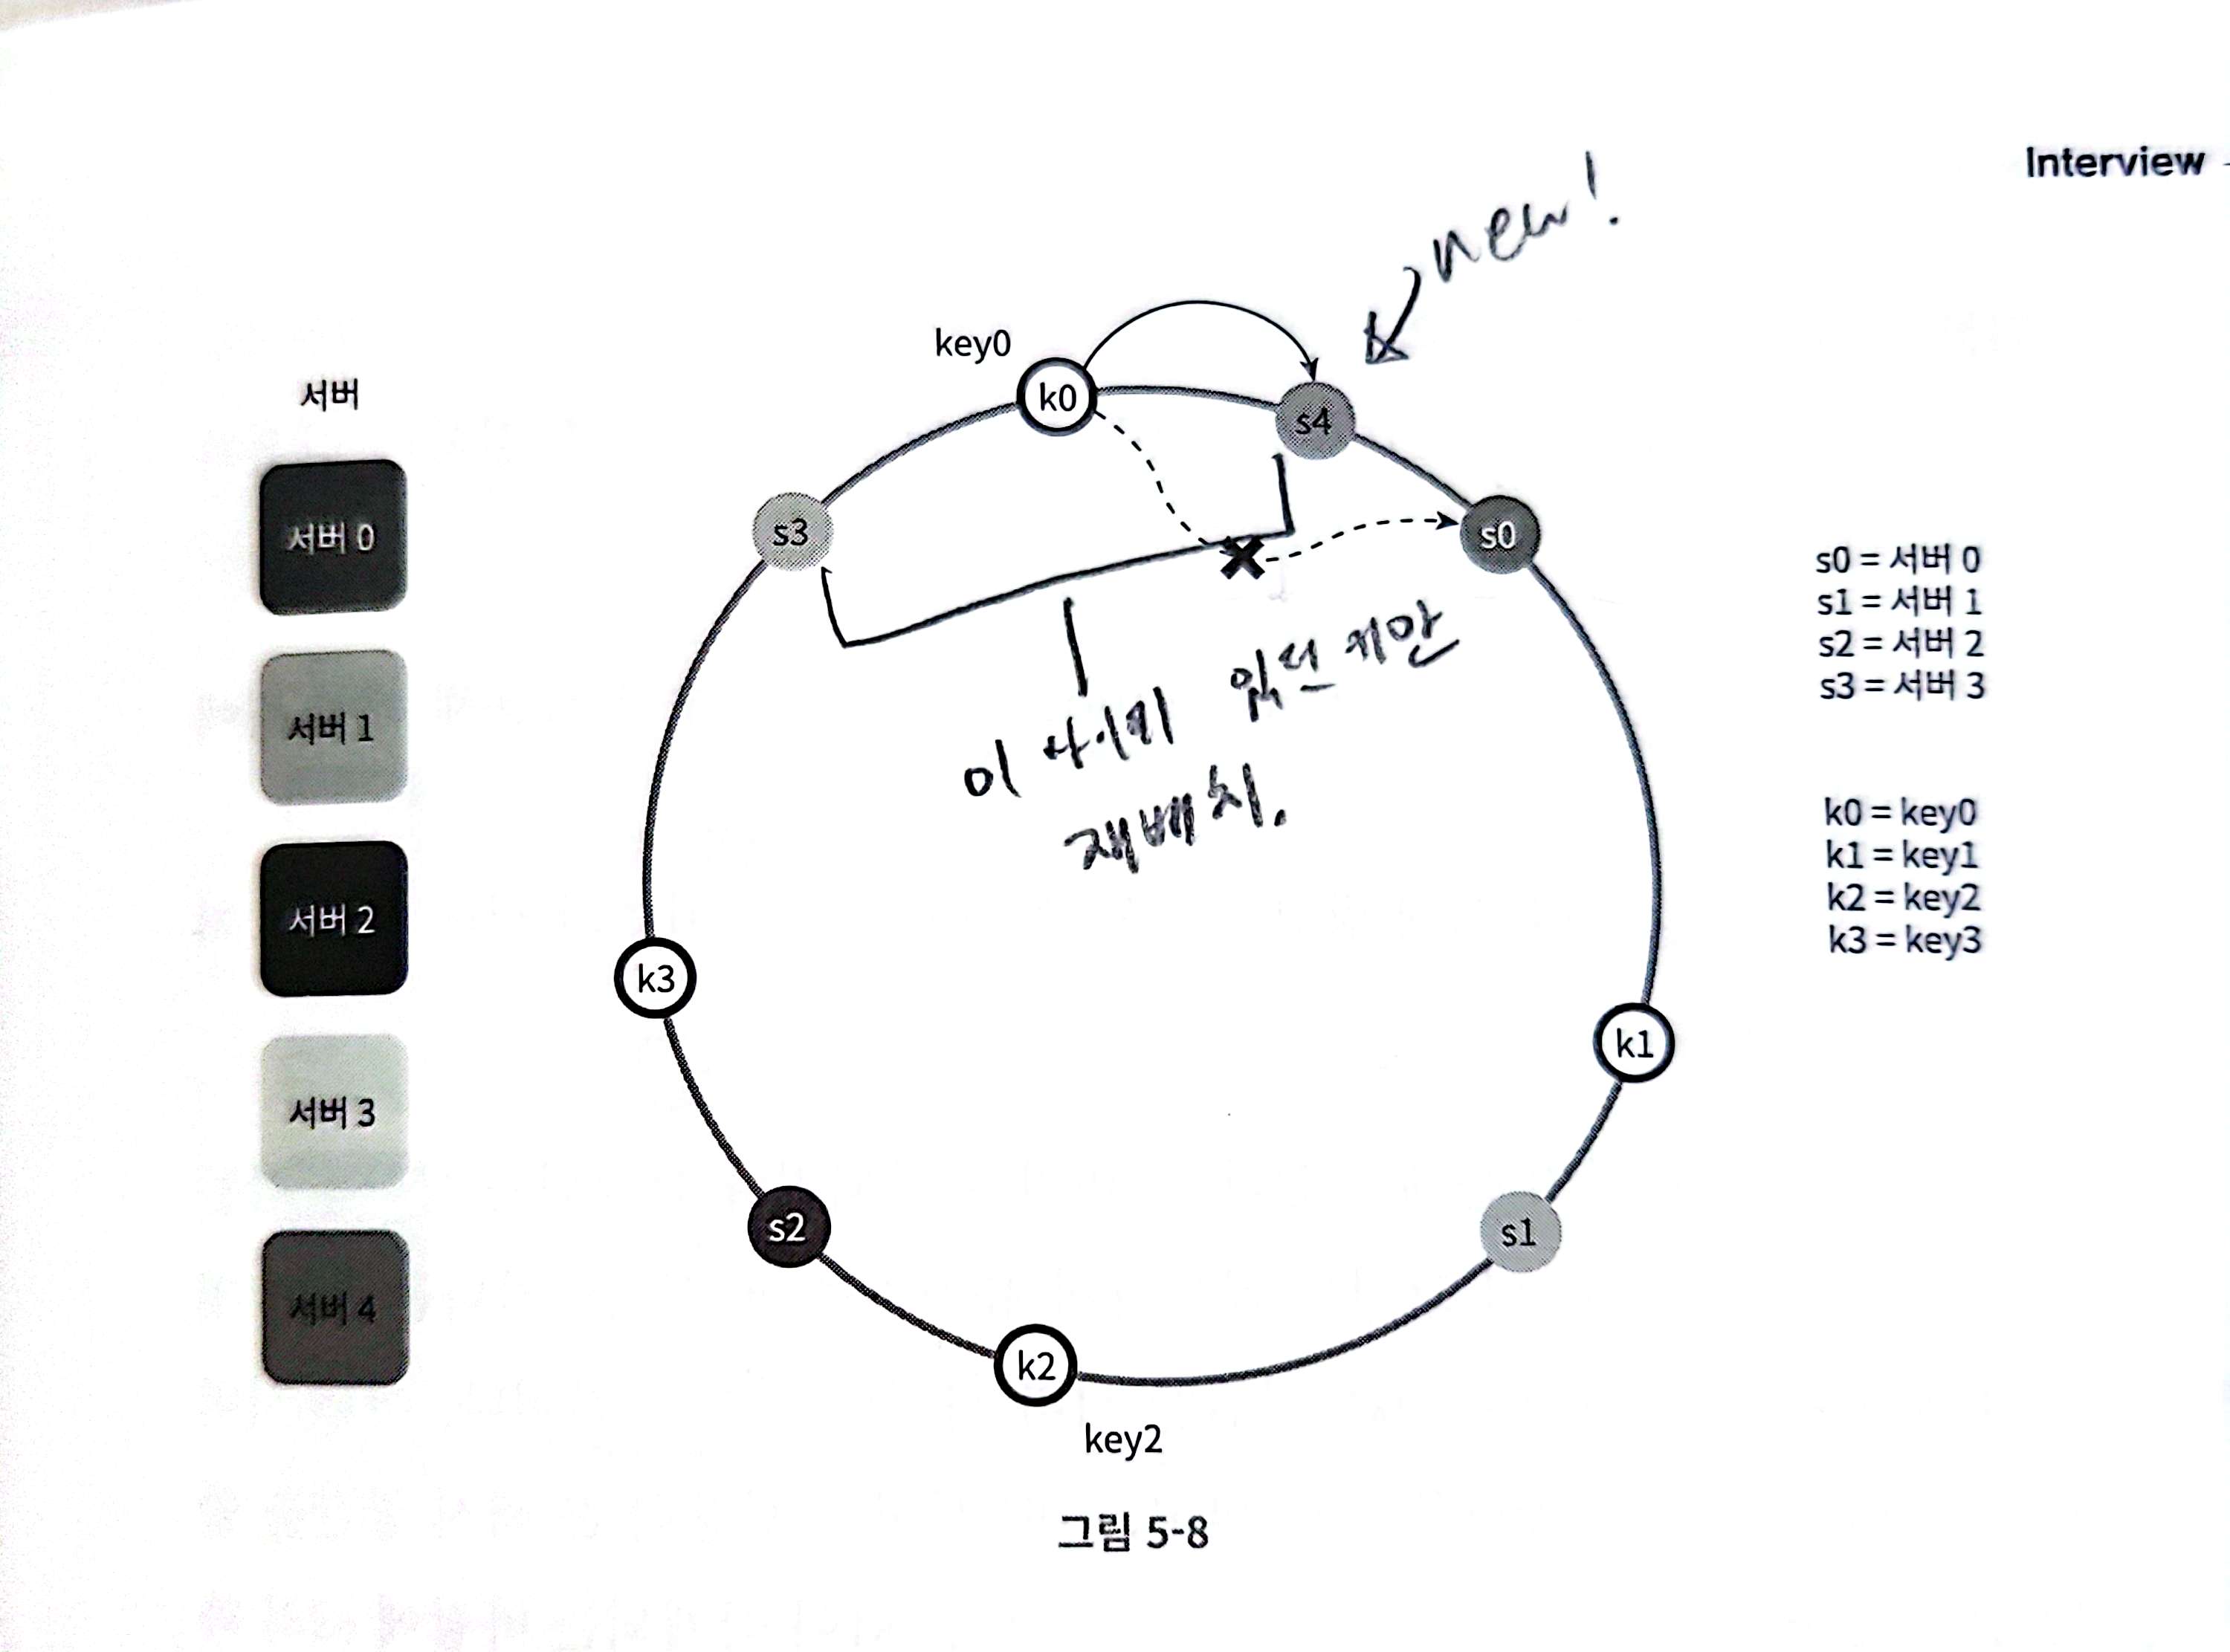 Interview
new!
key0
서버
k0
s4
s3
s0
서버 0
서버 1
서버 2
서버 3
서버 4
이 사이에 있던 키만
재배치.
s0 = 서버 0
s1 = 서버 1
s2 = 서버 2
s3 = 서버 3
k0 = key0
k1 = key1
k2 = key2
k3 = key3
k3
k1
s2
s1
k2
key2
그림 5-8